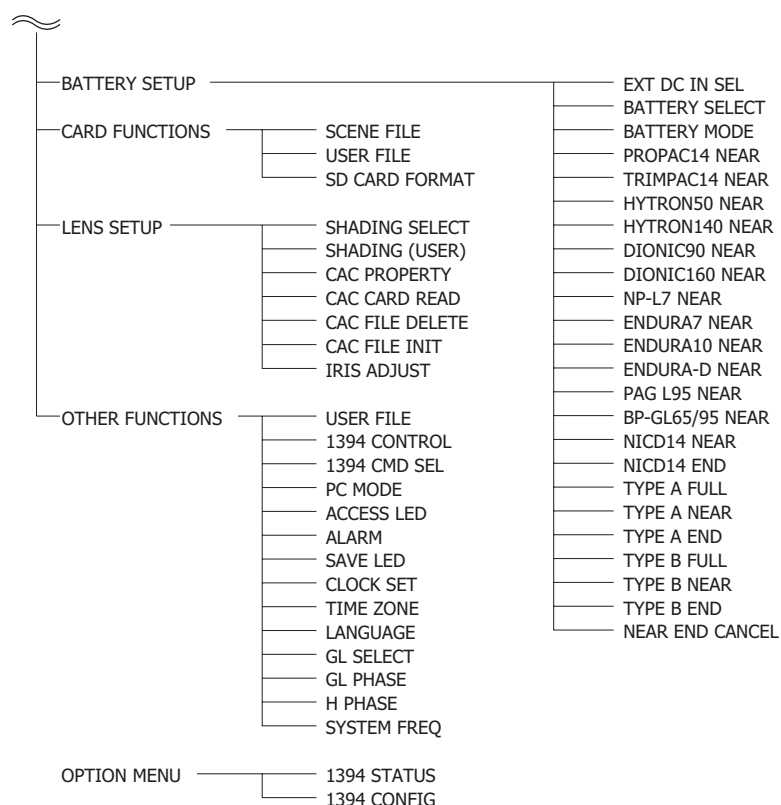 BATTERY SETUP
EXT DC IN SEL
BATTERY SELECT
BATTERY MODE
PROPAC14 NEAR
TRIMPAC14 NEAR
HYTRON50 NEAR
HYTRON140 NEAR
DIONIC90 NEAR
DIONIC160 NEAR
NP-L7 NEAR
ENDURA7 NEAR
ENDURA10 NEAR
ENDURA-D NEAR
PAG L95 NEAR
BP-GL65/95 NEAR
NICD14 NEAR
NICD14 END
TYPE A FULL
TYPE A NEAR
TYPE A END
TYPE B FULL
TYPE B NEAR
TYPE B END
NEAR END CANCEL
CARD FUNCTIONS
SCENE FILE
USER FILE
SD CARD FORMAT
LENS SETUP
SHADING SELECT
SHADING (USER)
CAC PROPERTY
CAC CARD READ
CAC FILE DELETE
CAC FILE INIT
IRIS ADJUST
OTHER FUNCTIONS
USER FILE
1394 CONTROL
1394 CMD SEL
PC MODE
ACCESS LED
ALARM
SAVE LED
CLOCK SET
TIME ZONE
LANGUAGE
GL SELECT
GL PHASE
H PHASE
SYSTEM FREQ
OPTION MENU
1394 STATUS
1394 CONFIG